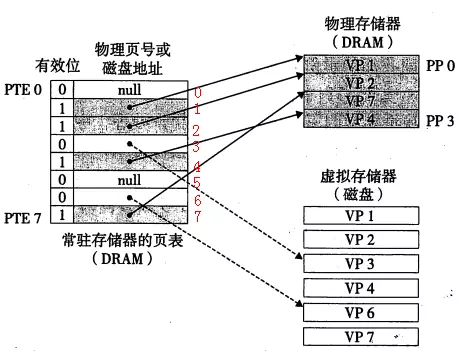 物理页号或
磁盘地址
有效位
PTE 0
0
null
0
1
1
1
2
0
3
1
4
0
null
5
0
6
PTE 7
1
7
常驻存储器的页表
(DRAM)
物理存储器
(DRAM)
VP 1
PP 0
VP 2
VP 7
VP 4
PP 3
虚拟存储器
(磁盘)
VP 1
VP 2
VP 3
VP 4
VP 6
VP 7